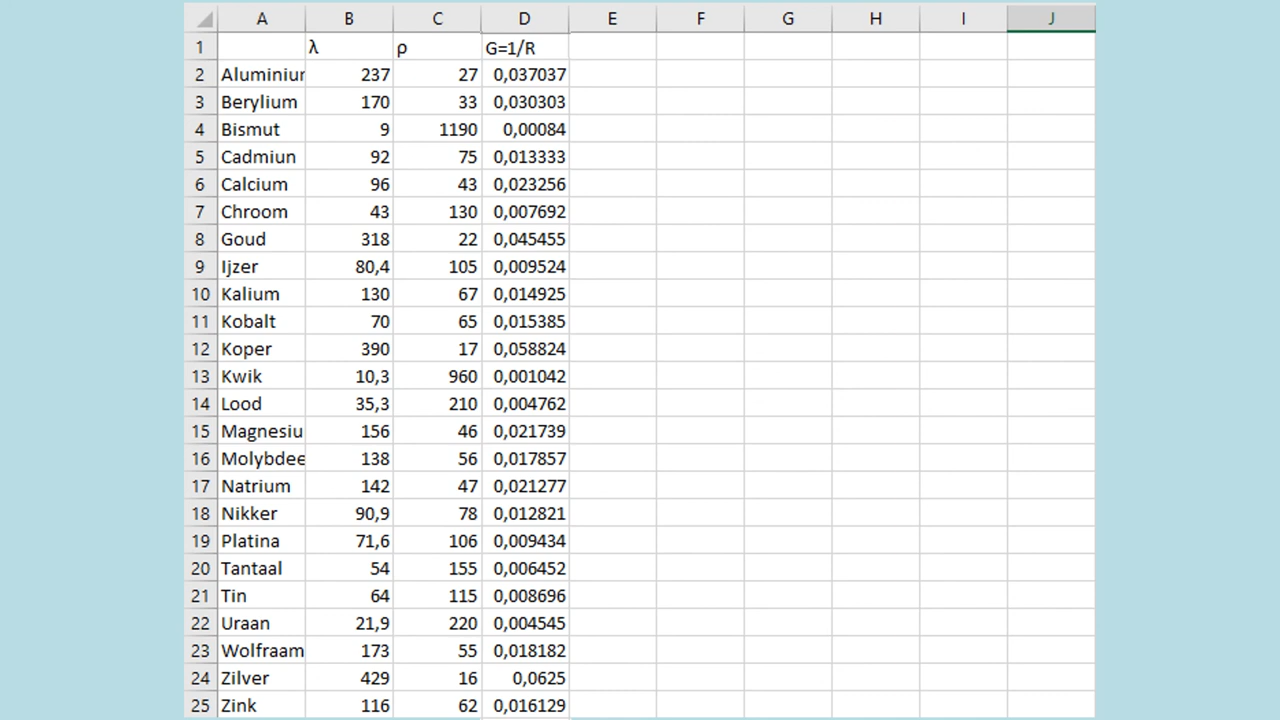 A B C D E F G H I J
1 λ ρ G=1/R
2 Aluminiur 237 27 0,037037
3 Berylium 170 33 0,030303
4 Bismut 9 1190 0,00084
5 Cadmiun 92 75 0,013333
6 Calcium 96 43 0,023256
7 Chroom 43 130 0,007692
8 Goud 318 22 0,045455
9 Ijzer 80,4 105 0,009524
10 Kalium 130 67 0,014925
11 Kobalt 70 65 0,015385
12 Koper 390 17 0,058824
13 Kwik 10,3 960 0,001042
14 Lood 35,3 210 0,004762
15 Magnesiu 156 46 0,021739
16 Molybdee 138 56 0,017857
17 Natrium 142 47 0,021277
18 Nikker 90,9 78 0,012821
19 Platina 71,6 106 0,009434
20 Tantaal 54 155 0,006452
21 Tin 64 115 0,008696
22 Uraan 21,9 220 0,004545
23 Wolfraam 173 55 0,018182
24 Zilver 429 16 0,0625
25 Zink 116 62 0,016129